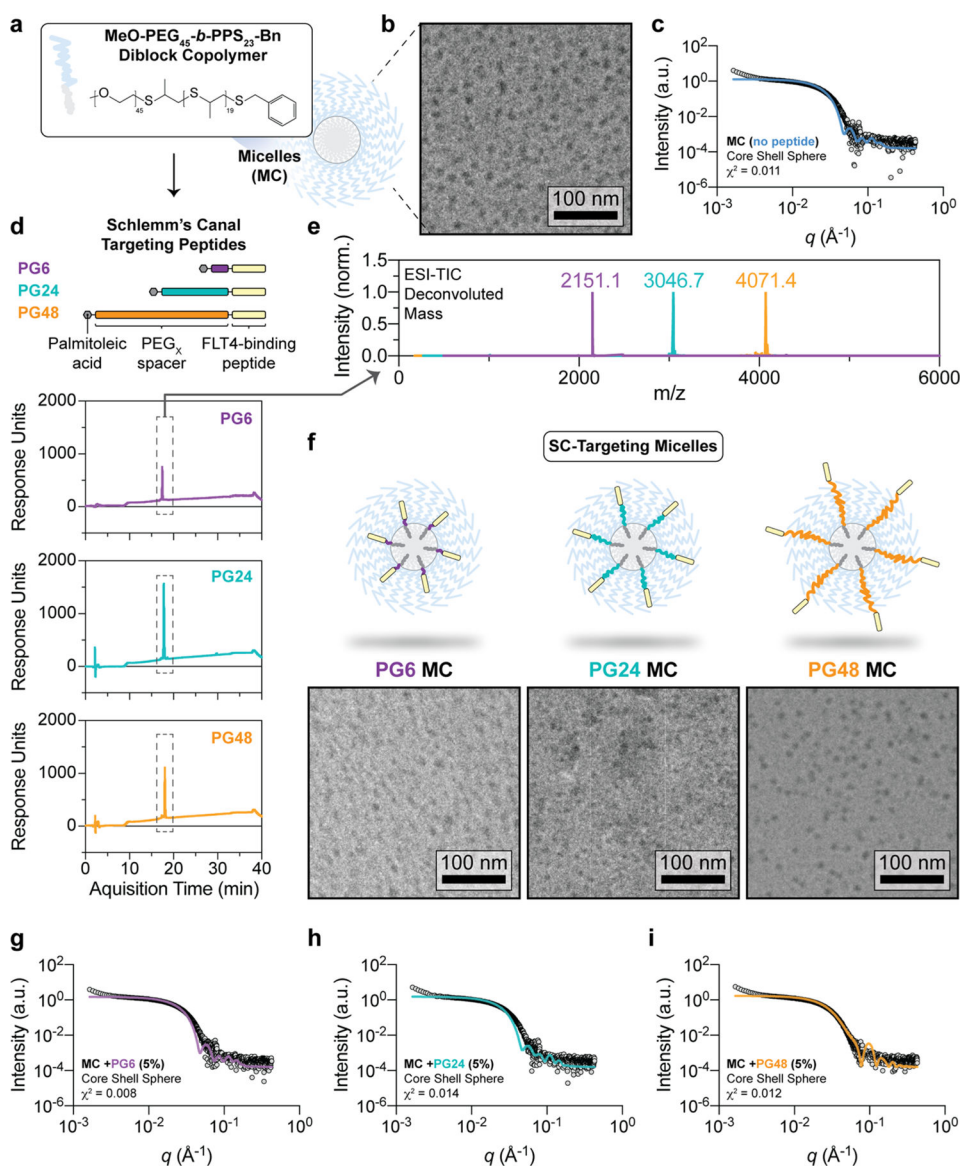 a
MeO-PEG45-b-PPS23-Bn
Diblock Copolymer
O
45
S
S
19
S
Micelles
(MC)
b
100 nm
c
Intensity (a.u.)
10^2
10^0
10^-2
10^-4
10^-6
MC (no peptide)
Core Shell Sphere
χ^2 = 0.011
10^-3
10^-2
10^-1
10^0
q (Å^-1)
d
Schlemm's Canal
Targeting Peptides
PG6
PG24
PG48
Palmitoleic
acid
PEGX
spacer
FLT4-binding
peptide
2000
1000
0
Response Units
PG6
2000
1000
0
Response Units
PG24
2000
1000
0
Response Units
PG48
0
10
20
30
40
Aquisition Time (min)
e
Intensity (norm.)
1.5
1.0
0.5
0.0
ESI-TIC
Deconvoluted
Mass
2151.1
3046.7
4071.4
0
2000
4000
6000
m/z
f
SC-Targeting Micelles
PG6 MC
PG24 MC
PG48 MC
100 nm
100 nm
100 nm
g
Intensity (a.u.)
10^2
10^0
10^-2
10^-4
10^-6
MC +PG6 (5%)
Core Shell Sphere
χ^2 = 0.008
10^-3
10^-2
10^-1
10^0
q (Å^-1)
h
Intensity (a.u.)
10^2
10^0
10^-2
10^-4
10^-6
MC +PG24 (5%)
Core Shell Sphere
χ^2 = 0.014
10^-3
10^-2
10^-1
10^0
q (Å^-1)
i
Intensity (a.u.)
10^2
10^0
10^-2
10^-4
10^-6
MC +PG48 (5%)
Core Shell Sphere
χ^2 = 0.012
10^-3
10^-2
10^-1
10^0
q (Å^-1)